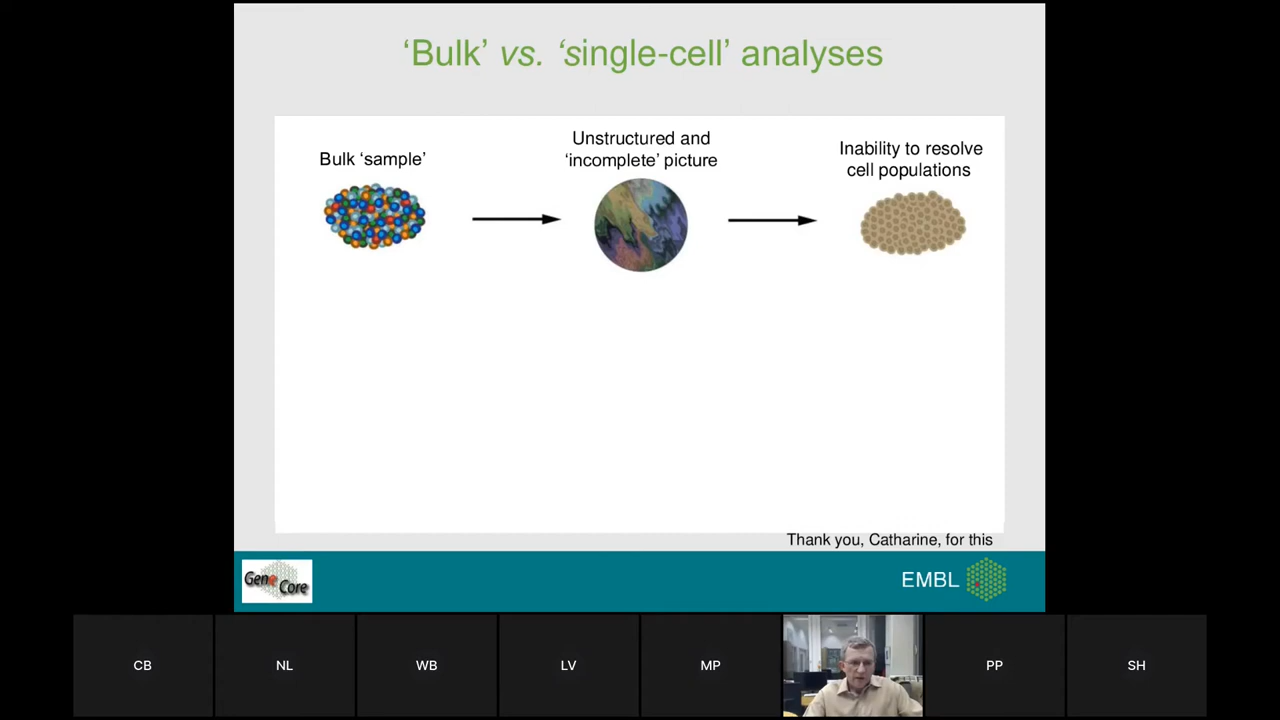 ‘Bulk’ vs. ‘single-cell’ analyses
Bulk ‘sample’
Unstructured and
‘incomplete’ picture
Inability to resolve
cell populations
Thank you, Catharine, for this
Gene Core
EMBL
CB
NL
WB
LV
MP
PP
SH